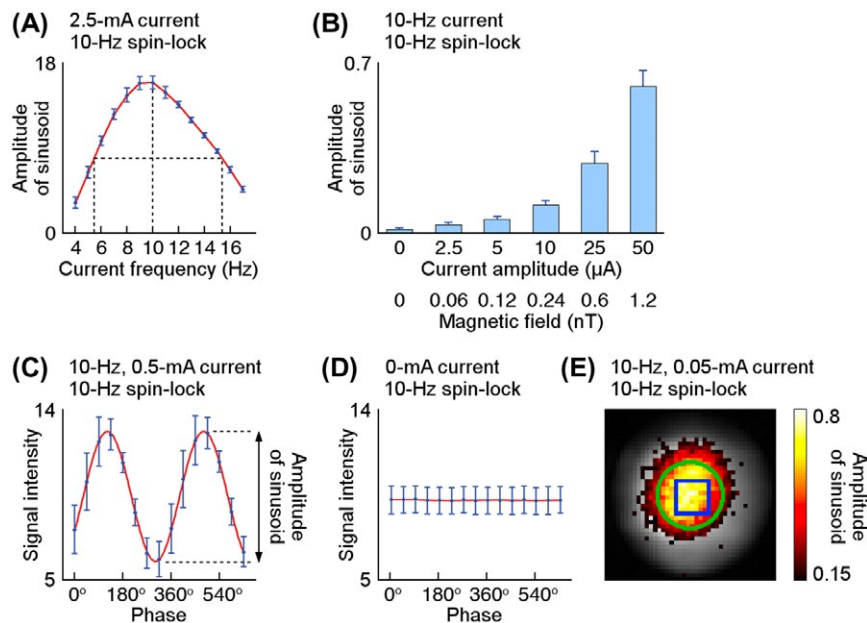 (A) 2.5-mA current
10-Hz spin-lock
18
Amplitude
of sinusoid
0
4 6 8 10 12 14 16
Current frequency (Hz)
(B) 10-Hz current
10-Hz spin-lock
0.7
Amplitude
of sinusoid
0
0 2.5 5 10 25 50
Current amplitude (µA)
0 0.06 0.12 0.24 0.6 1.2
Magnetic field (nT)
(C) 10-Hz, 0.5-mA current
10-Hz spin-lock
14
Signal intensity
5
0° 180° 360° 540°
Phase
Amplitude
of sinusoid
(D) 0-mA current
10-Hz spin-lock
14
Signal intensity
5
0° 180° 360° 540°
Phase
(E) 10-Hz, 0.05-mA current
10-Hz spin-lock
0.8
Amplitude
of sinusoid
0.15